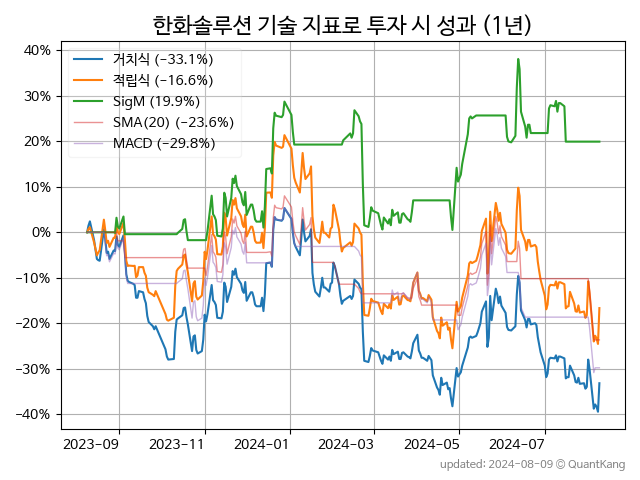 한화솔루션 기술 지표로 투자 시 성과 (1년)
40%
30%
20%
10%
0%
−10%
−20%
−30%
−40%
거치식 (−33.1%)
적립식 (−16.6%)
SigM (19.9%)
SMA(20) (−23.6%)
MACD (−29.8%)
2023-09 2023-11 2024-01 2024-03 2024-05 2024-07
updated: 2024-08-09 © QuantKang